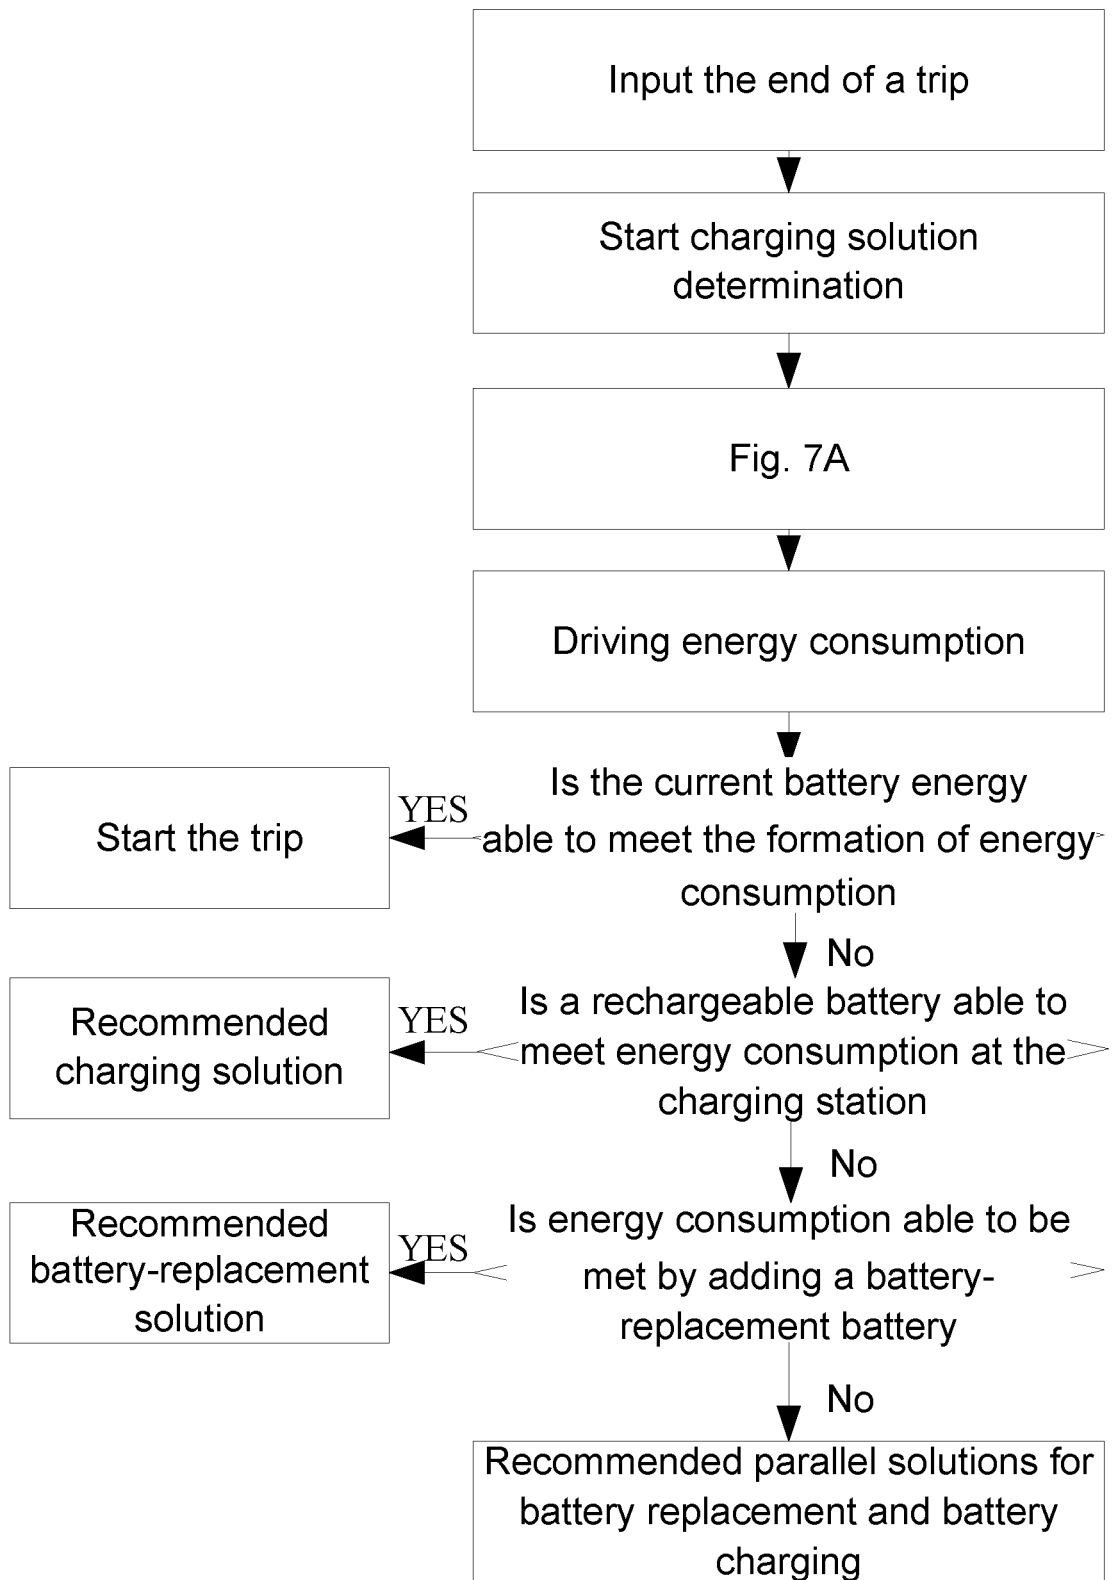 Input the end of a trip
Start charging solution
determination
Fig. 7A
Driving energy consumption
Is the current battery energy
able to meet the formation of energy
consumption
YES
Start the trip
No
Is a rechargeable battery able to
meet energy consumption at the
charging station
YES
Recommended
charging solution
No
Is energy consumption able to be
met by adding a battery-
replacement battery
YES
Recommended
battery-replacement
solution
No
Recommended parallel solutions for
battery replacement and battery
charging